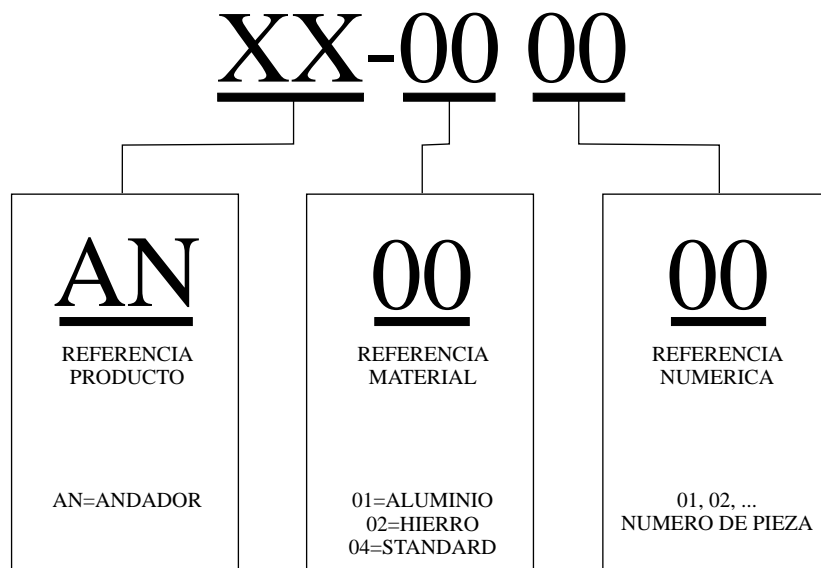 XX-00 00
AN
REFERENCIA
PRODUCTO
AN=ANDADOR
00
REFERENCIA
MATERIAL
01=ALUMINIO
02=HIERRO
04=STANDARD
00
REFERENCIA
NUMERICA
01, 02, ...
NUMERO DE PIEZA